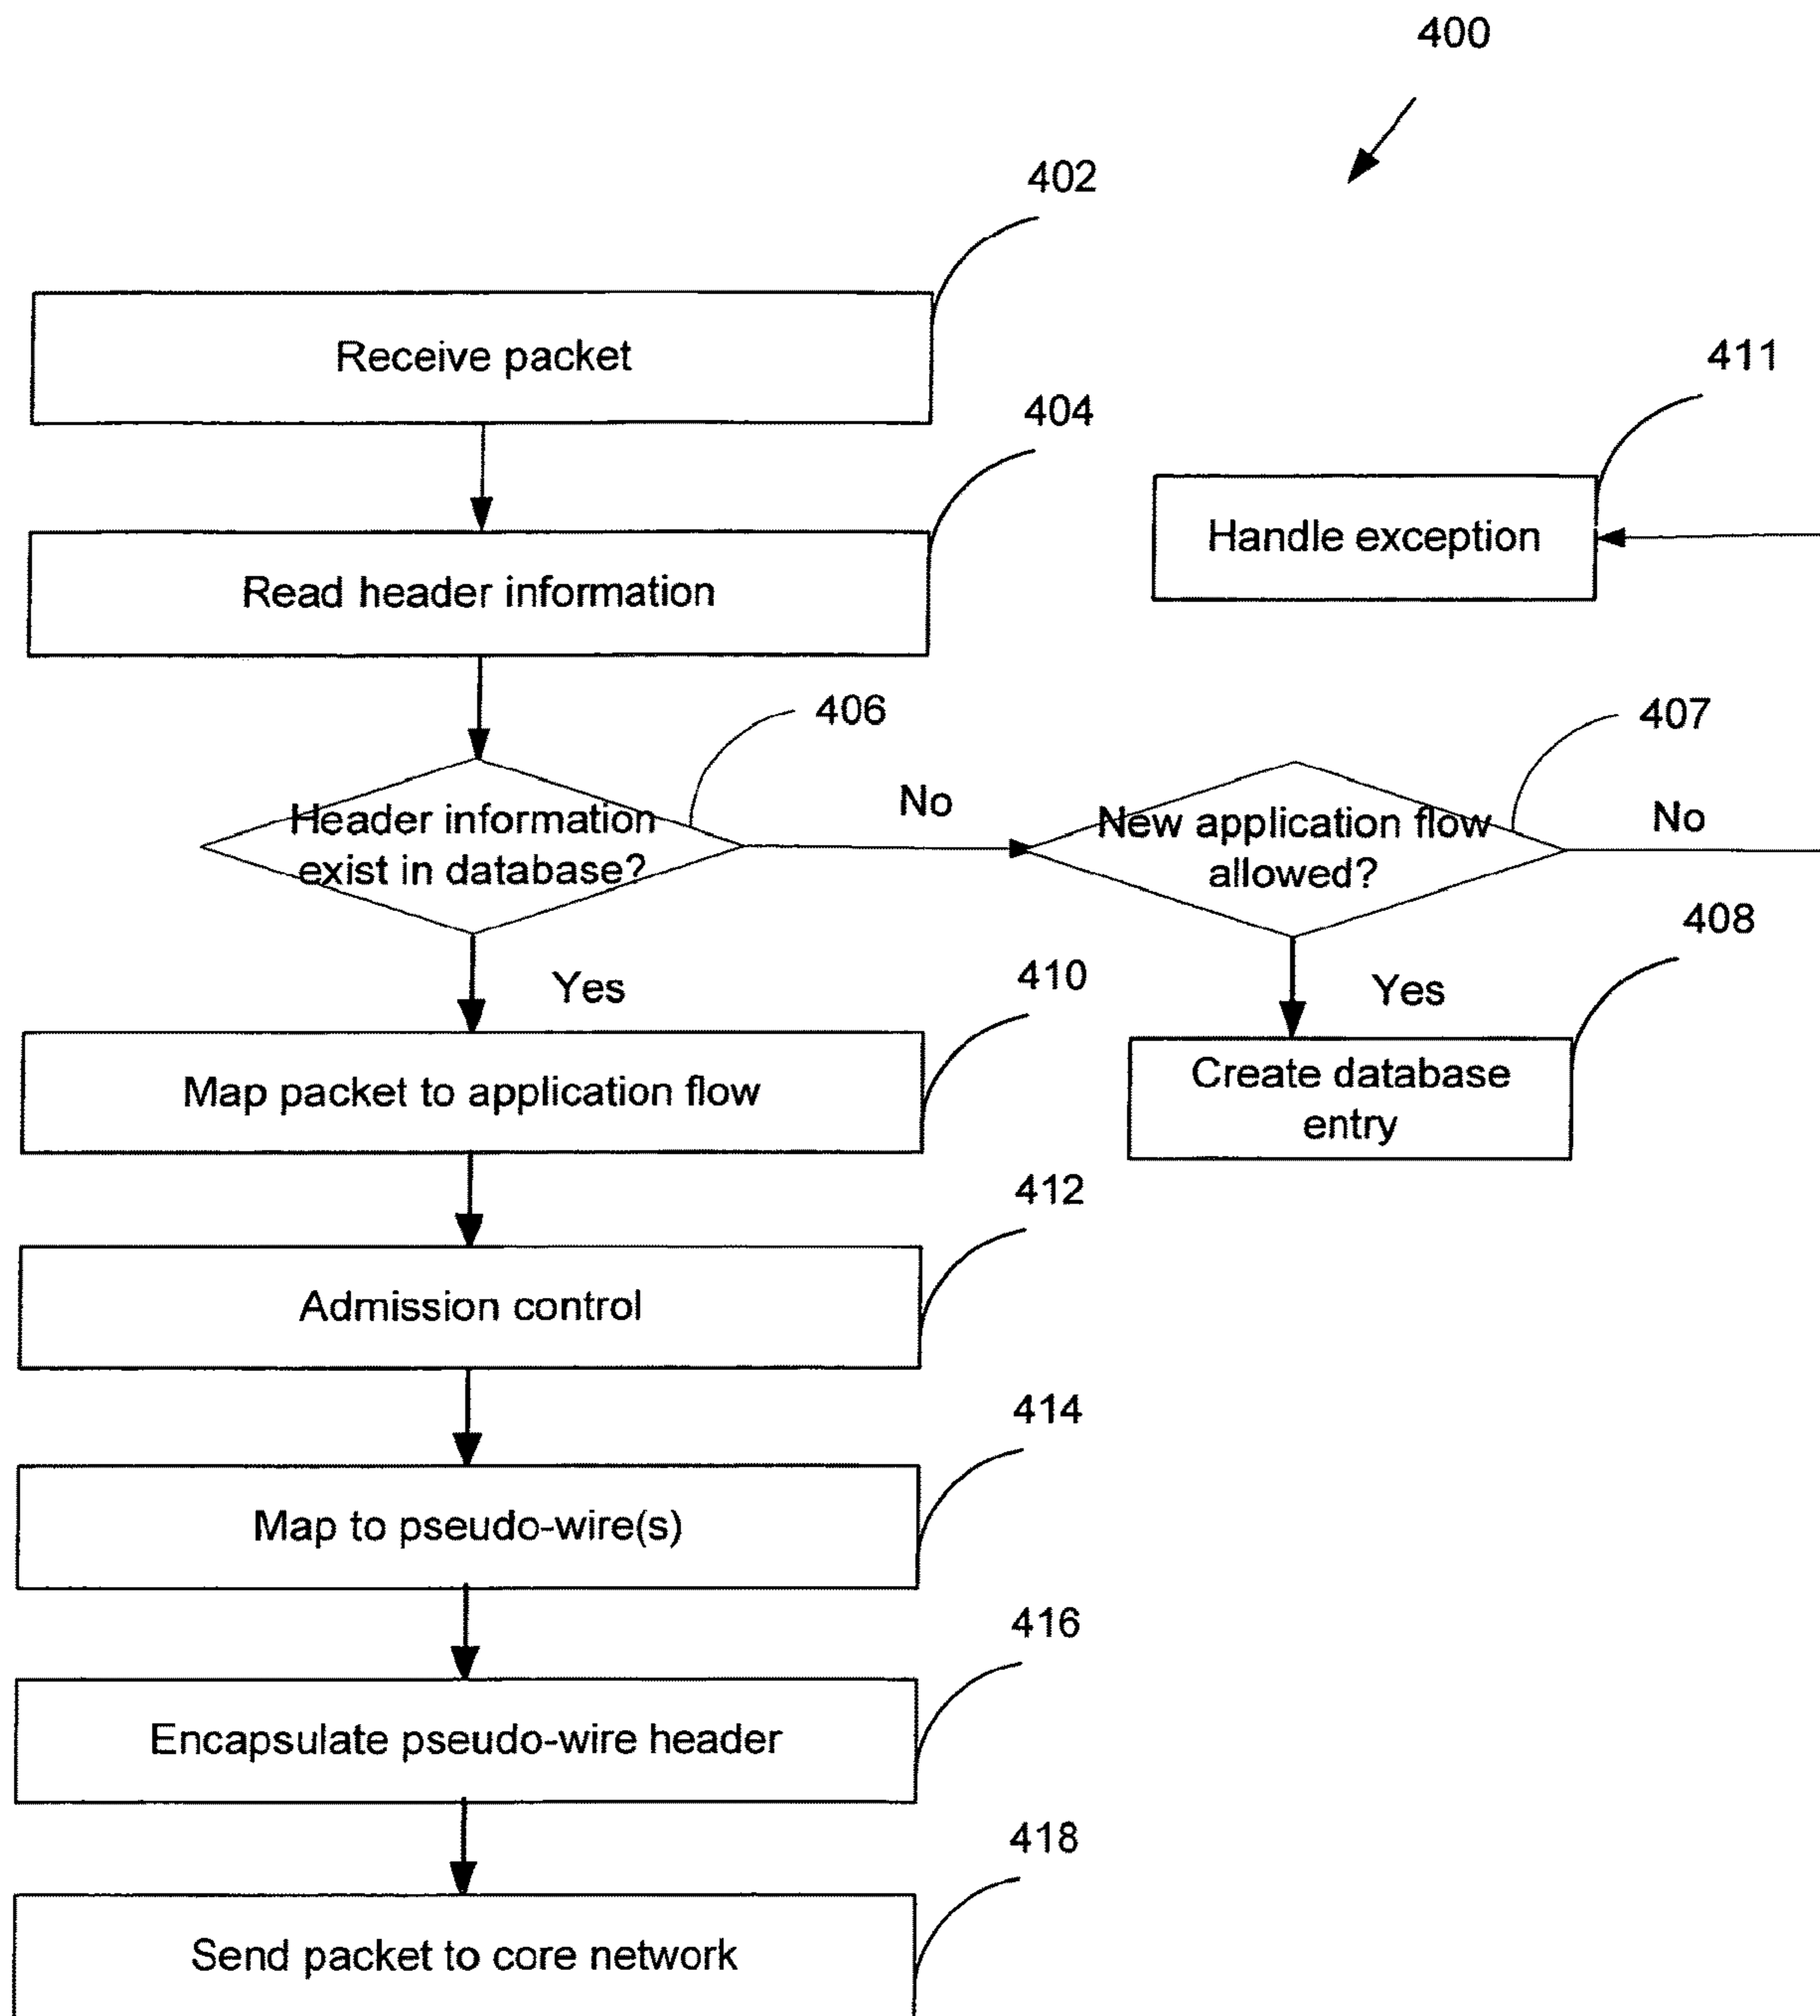 400
402
Receive packet
404
411
Handle exception
Read header information
406
407
Header information
exist in database?
No
New application flow
allowed?
No
408
Yes
410
Yes
Map packet to application flow
Create database
entry
412
Admission control
414
Map to pseudo-wire(s)
416
Encapsulate pseudo-wire header
418
Send packet to core network